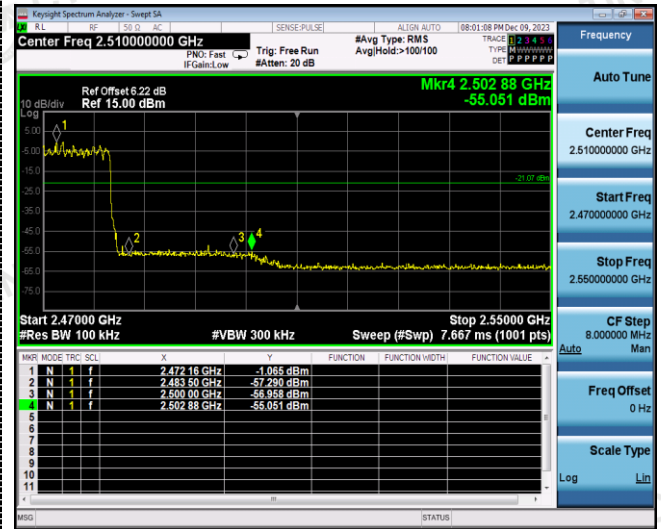 Keysight Spectrum Analyzer - Swept SA
RL RF 50 Ω AC SENSE:PULSE ALIGN AUTO 08:01:08 PM Dec 09, 2023
Center Freq 2.510000000 GHz
PNO: Fast
IFGain:Low
Trig: Free Run
#Atten: 20 dB
#Avg Type: RMS
Avg|Hold:>100/100
TRACE 1 2 3 4 5 6
TYPE M WWWWW
DET P P P P P P
Mkr4 2.502 88 GHz
-55.051 dBm
Ref Offset 6.22 dB
10 dB/div Ref 15.00 dBm
Log
5.00
-5.00
-15.0
-25.0
-35.0
-45.0
-55.0
-65.0
-75.0
1
2
3
4
-21.07 dBm
Start 2.47000 GHz Stop 2.55000 GHz
#Res BW 100 kHz #VBW 300 kHz Sweep (#Swp) 7.667 ms (1001 pts)
MKR MODE TRC SCL X Y FUNCTION FUNCTION WIDTH FUNCTION VALUE
1 N 1 f 2.472 16 GHz -1.065 dBm
2 N 1 f 2.483 50 GHz -57.290 dBm
3 N 1 f 2.500 00 GHz -56.958 dBm
4 N 1 f 2.502 88 GHz -55.051 dBm
5
6
7
8
9
10
11
MSG STATUS
Frequency
Auto Tune
Center Freq
2.510000000 GHz
Start Freq
2.470000000 GHz
Stop Freq
2.550000000 GHz
CF Step
8.000000 MHz
Auto Man
Freq Offset
0 Hz
Scale Type
Log Lin